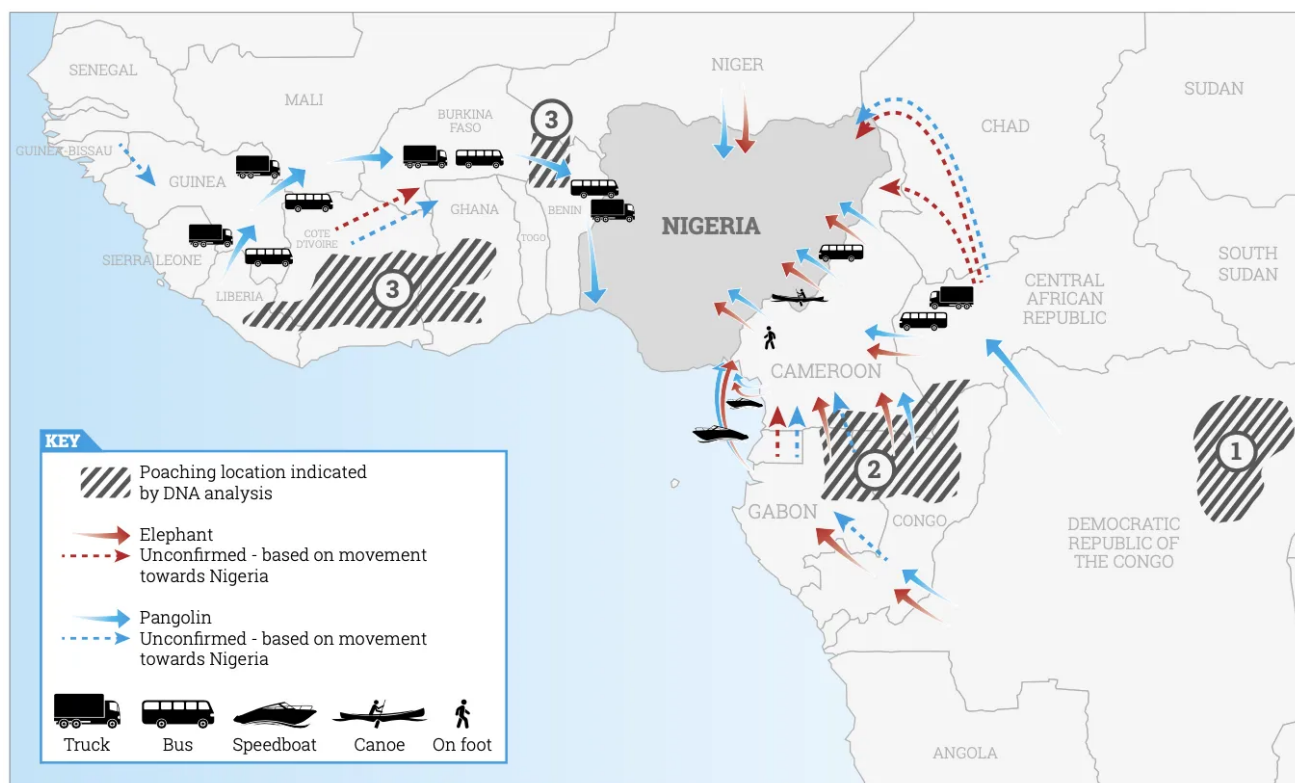 SENEGAL
MALI
NIGER
SUDAN
BURKINA
FASO
3
CHAD
GUINEA-BISSAU
GUINEA
GHANA
BENIN
NIGERIA
TOGO
COTE
D'IVOIRE
SIERRA LEONE
LIBERIA
3
SOUTH
SUDAN
CENTRAL
AFRICAN
REPUBLIC
CAMEROON
1
2
GABON
CONGO
DEMOCRATIC
REPUBLIC OF
THE CONGO
ANGOLA
KEY
Poaching location indicated
by DNA analysis
Elephant
Unconfirmed - based on movement
towards Nigeria
Pangolin
Unconfirmed - based on movement
towards Nigeria
Truck
Bus
Speedboat
Canoe
On foot